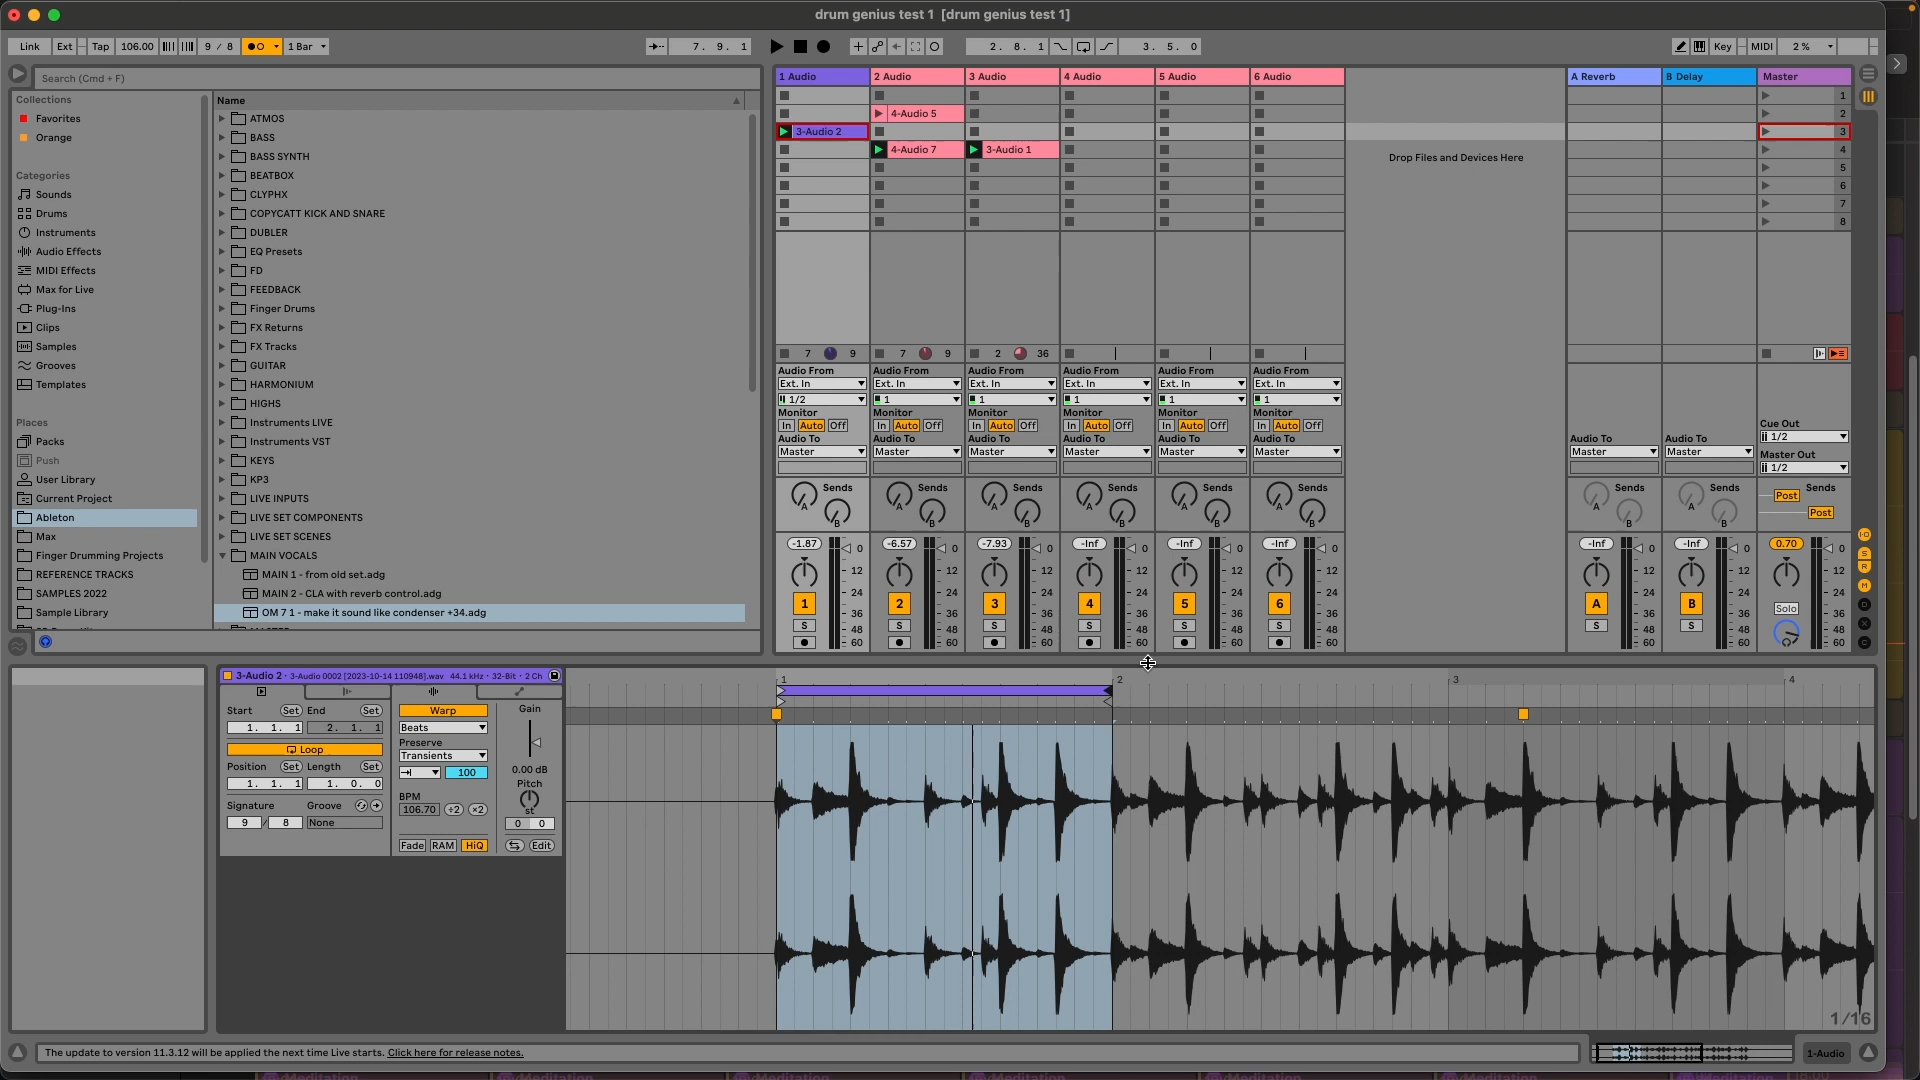 drum genius test 1 [drum genius test 1]
Link Ext Tap 106.00 9 / 8 1 Bar 7. 9. 1 2. 8. 1 3. 5. 0 Key MIDI 2 %
Search (Cmd + F)
Collections
Favorites
Orange
Categories
Sounds
Drums
Instruments
Audio Effects
MIDI Effects
Max for Live
Plug-Ins
Clips
Samples
Grooves
Templates
Places
Packs
Push
User Library
Current Project
Ableton
Max
Finger Drumming Projects
REFERENCE TRACKS
SAMPLES 2022
Sample Library
Name
ATMOS
BASS
BASS SYNTH
BEATBOX
CLYPHX
COPYCATT KICK AND SNARE
DUBLER
EQ Presets
FD
FEEDBACK
Finger Drums
FX Returns
FX Tracks
GUITAR
HARMONIUM
HIGHS
Instruments LIVE
Instruments VST
KEYS
KP3
LIVE INPUTS
LIVE SET COMPONENTS
LIVE SET SCENES
MAIN VOCALS
MAIN 1 - from old set.adg
MAIN 2 - CLA with reverb control.adg
OM 7 1 - make it sound like condenser +34.adg
1 Audio 2 Audio 3 Audio 4 Audio 5 Audio 6 Audio A Reverb B Delay Master
1
4-Audio 5 2
3-Audio 2 3
4-Audio 7 3-Audio 1 4
Drop Files and Devices Here
5
6
7
8
7 9 7 9 2 36
Audio From Audio From Audio From Audio From Audio From Audio From
Ext. In Ext. In Ext. In Ext. In Ext. In Ext. In
1/2 1 1 1 1 1
Monitor Monitor Monitor Monitor Monitor Monitor Cue Out
In Auto Off In Auto Off In Auto Off In Auto Off In Auto Off In Auto Off 1/2
Audio To Audio To Audio To Audio To Audio To Audio To Audio To Audio To Master Out
Master Master Master Master Master Master Master Master 1/2
Sends Sends Sends Sends Sends Sends Sends Sends Sends
A A A A A A A A Post
B B B B B B B B Post
-1.87 0 -6.57 0 -7.93 0 -Inf 0 -Inf 0 -Inf 0 -Inf 0 -Inf 0 0.70 0
12 12 12 12 12 12 12 12 12
24 24 24 24 24 24 24 24 24
1 36 2 36 3 36 4 36 5 36 6 36 A 36 B 36 Solo 36
S 48 S 48 S 48 S 48 S 48 S 48 S 48 S 48 48
60 60 60 60 60 60 60 60 60
3-Audio 2 · 3-Audio 0002 [2023-10-14 110948].wav 44.1 kHz · 32-Bit · 2 Ch
Start Set End Set
1. 1. 1 2. 1. 1
Loop
Position Set Length Set
1. 1. 1 1. 0. 0
Signature Groove
9 / 8 None
Warp
Beats
Preserve
Transients
100
BPM
106.70 ÷2 ×2
Fade RAM HiQ
Gain
0.00 dB
Pitch
st
0 0
Edit
1 2 3 4
1/16
The update to version 11.3.12 will be applied the next time Live starts. Click here for release notes.
1-Audio